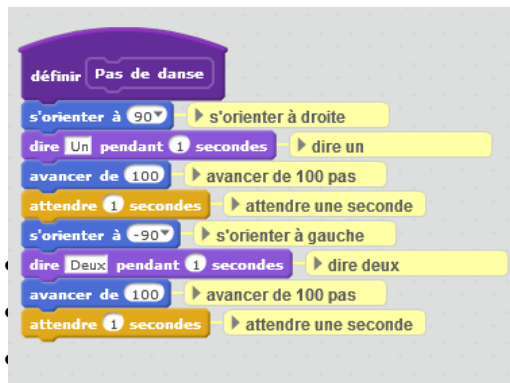 définir Pas de danse
s'orienter à 90 s'orienter à droite
dire Un pendant 1 secondes dire un
avancer de 100 avancer de 100 pas
attendre 1 secondes attendre une seconde
s'orienter à -90 s'orienter à gauche
dire Deux pendant 1 secondes dire deux
avancer de 100 avancer de 100 pas
attendre 1 secondes attendre une seconde